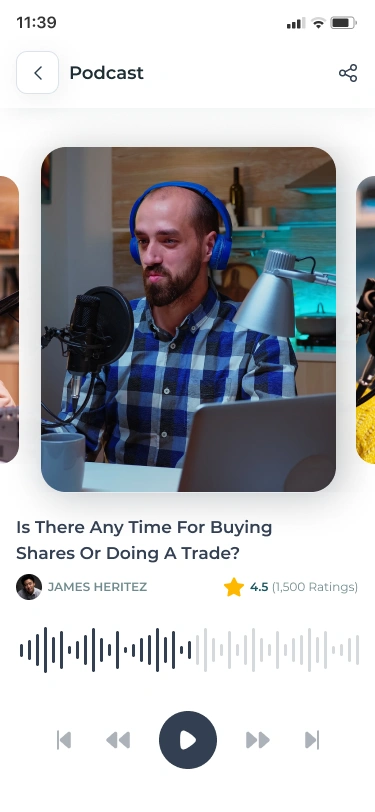 11:39
Podcast
Is There Any Time For Buying
Shares Or Doing A Trade?
JAMES HERITEZ
4.5 (1,500 Ratings)